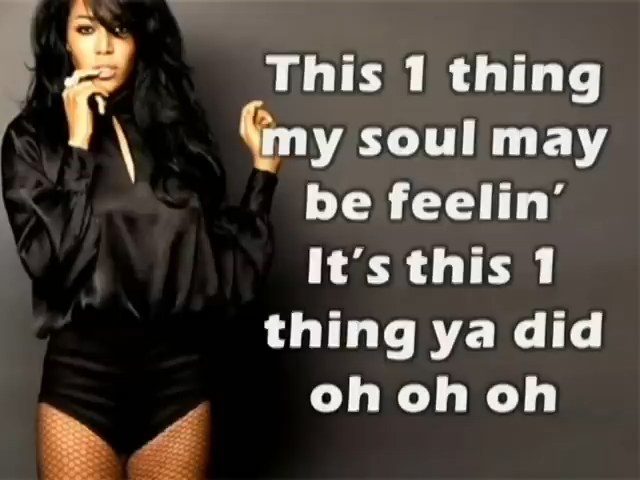 This 1 thing
my soul may
be feelin’
It’s this 1
thing ya did
oh oh oh